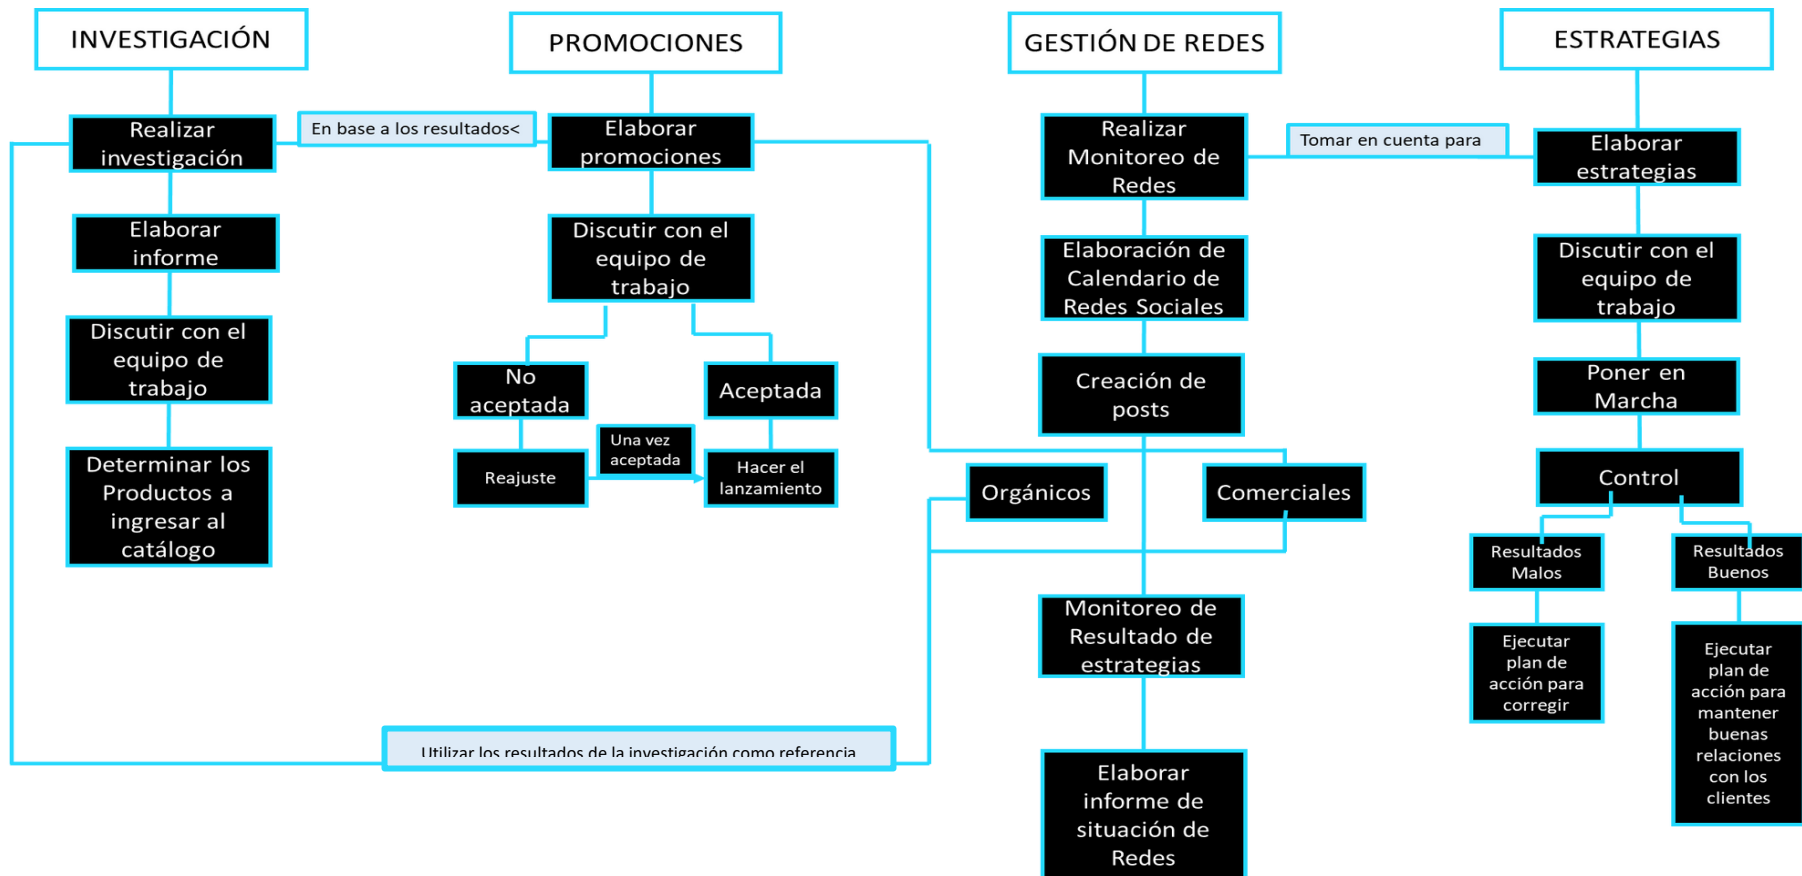 INVESTIGACIÓN
Realizar
investigación
Elaborar
informe
Discutir con el
equipo de
trabajo
Determinar los
Productos a
ingresar al
catálogo
En base a los resultados<
PROMOCIONES
Elaborar
promociones
Discutir con el
equipo de
trabajo
No
aceptada
Aceptada
Reajuste
Una vez
aceptada
Hacer el
lanzamiento
Utilizar los resultados de la investigación como referencia
GESTIÓN DE REDES
Realizar
Monitoreo de
Redes
Elaboración de
Calendario de
Redes Sociales
Creación de
posts
Orgánicos
Comerciales
Monitoreo de
Resultado de
estrategias
Elaborar
informe de
situación de
Redes
Tomar en cuenta para
ESTRATEGIAS
Elaborar
estrategias
Discutir con el
equipo de
trabajo
Poner en
Marcha
Control
Resultados
Malos
Resultados
Buenos
Ejecutar
plan de
acción para
corregir
Ejecutar
plan de
acción para
mantener
buenas
relaciones
con los
clientes